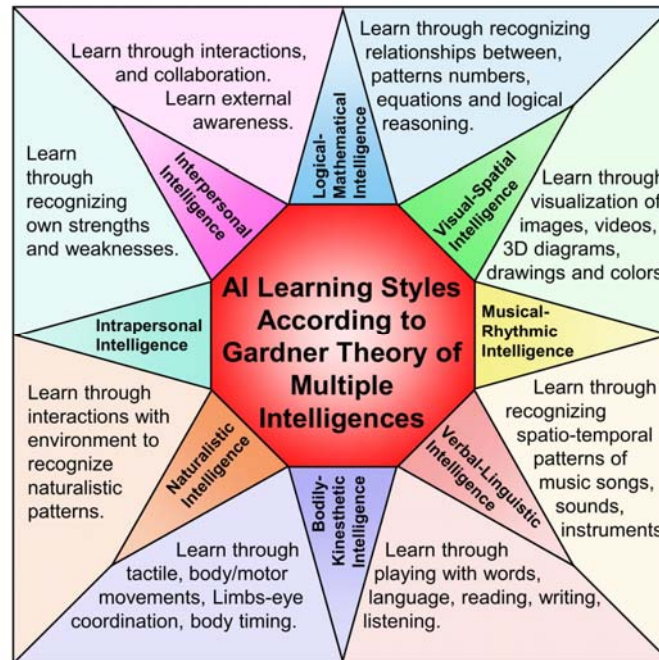 AI Learning Styles
According to
Gardner Theory of
Multiple
Intelligences
Logical-
Mathematical
Intelligence
Learn through recognizing
relationships between,
patterns numbers,
equations and logical
reasoning.
Visual-Spatial
Intelligence
Learn through
visualization of
images, videos,
3D diagrams,
drawings and colors
Musical-
Rhythmic
Intelligence
Learn through
recognizing
spatio-temporal
patterns of
music songs,
sounds,
instruments
Verbal-Linguistic
Intelligence
Learn through
playing with words,
language, reading, writing,
listening.
Bodily-
Kinesthetic
Intelligence
Learn through
tactile, body/motor
movements, Limbs-eye
coordination, body timing.
Naturalistic
Intelligence
Learn through
interactions with
environment to
recognize
naturalistic
patterns.
Intrapersonal
Intelligence
Learn
through
recognizing
own strengths
and weaknesses.
Interpersonal
Intelligence
Learn through interactions,
and collaboration.
Learn external
awareness.